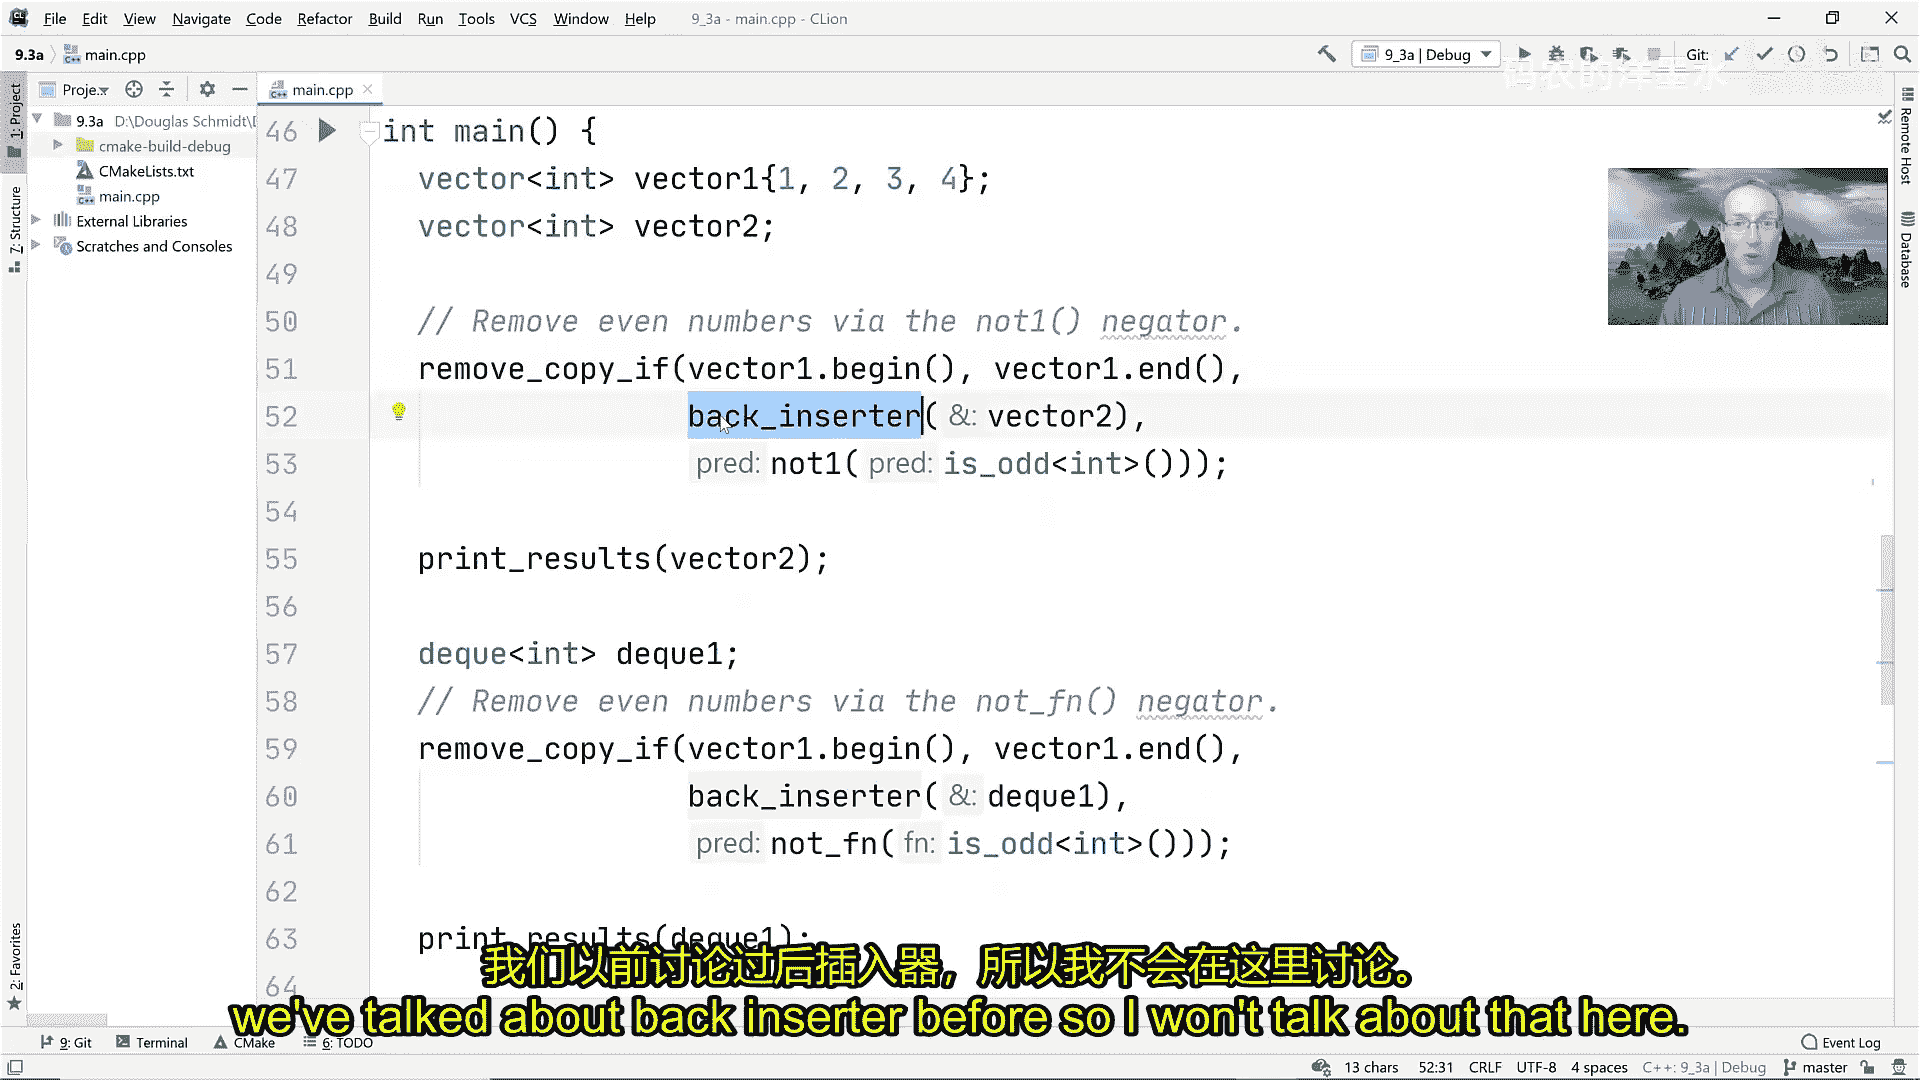 File Edit View Navigate Code Refactor Build Run Tools VCS Window Help 9_3a - main.cpp - CLion
9.3a main.cpp 9_3a | Debug Git:
码农的洋墨水
Proje... main.cpp
1: Project
7: Structure
2: Favorites
Remote Host
Database
9.3a D:\Douglas Schmidt\
cmake-build-debug
CMakeLists.txt
main.cpp
External Libraries
Scratches and Consoles
46 int main() {
47 vector<int> vector1{1, 2, 3, 4};
48 vector<int> vector2;
49
50 // Remove even numbers via the not1() negator.
51 remove_copy_if(vector1.begin(), vector1.end(),
52 back_inserter( &: vector2),
53 pred: not1( pred: is_odd<int>()));
54
55 print_results(vector2);
56
57 deque<int> deque1;
58 // Remove even numbers via the not_fn() negator.
59 remove_copy_if(vector1.begin(), vector1.end(),
60 back_inserter( &: deque1),
61 pred: not_fn( fn: is_odd<int>()));
62
63 print_results(deque1);
64
我们以前讨论过后插入器，所以我不会在这里讨论。
we've talked about back inserter before so I won't talk about that here.
9: Git Terminal CMake 6: TODO Event Log
13 chars 52:31 CRLF UTF-8 4 spaces C++: 9_3a | Debug master